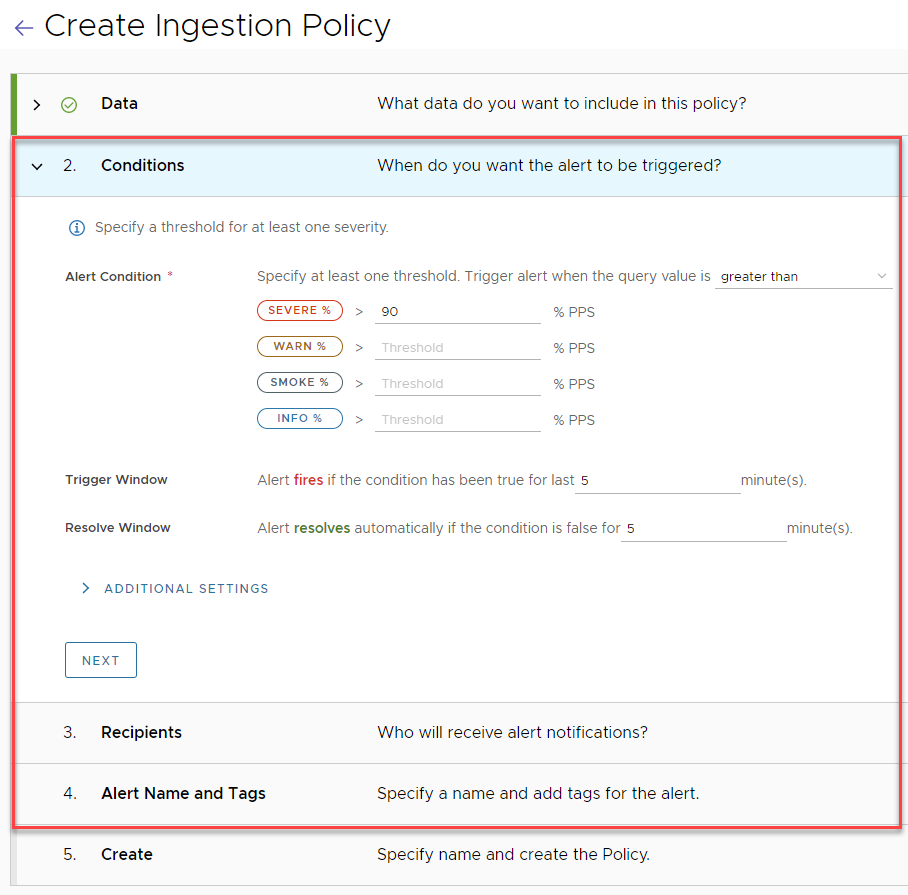 Create Ingestion Policy
Data What data do you want to include in this policy?
2. Conditions When do you want the alert to be triggered?
Specify a threshold for at least one severity.
Alert Condition * Specify at least one threshold. Trigger alert when the query value is greater than
SEVERE % > 90 % PPS
WARN % > Threshold % PPS
SMOKE % > Threshold % PPS
INFO % > Threshold % PPS
Trigger Window Alert fires if the condition has been true for last 5 minute(s).
Resolve Window Alert resolves automatically if the condition is false for 5 minute(s).
ADDITIONAL SETTINGS
NEXT
3. Recipients Who will receive alert notifications?
4. Alert Name and Tags Specify a name and add tags for the alert.
5. Create Specify name and create the Policy.